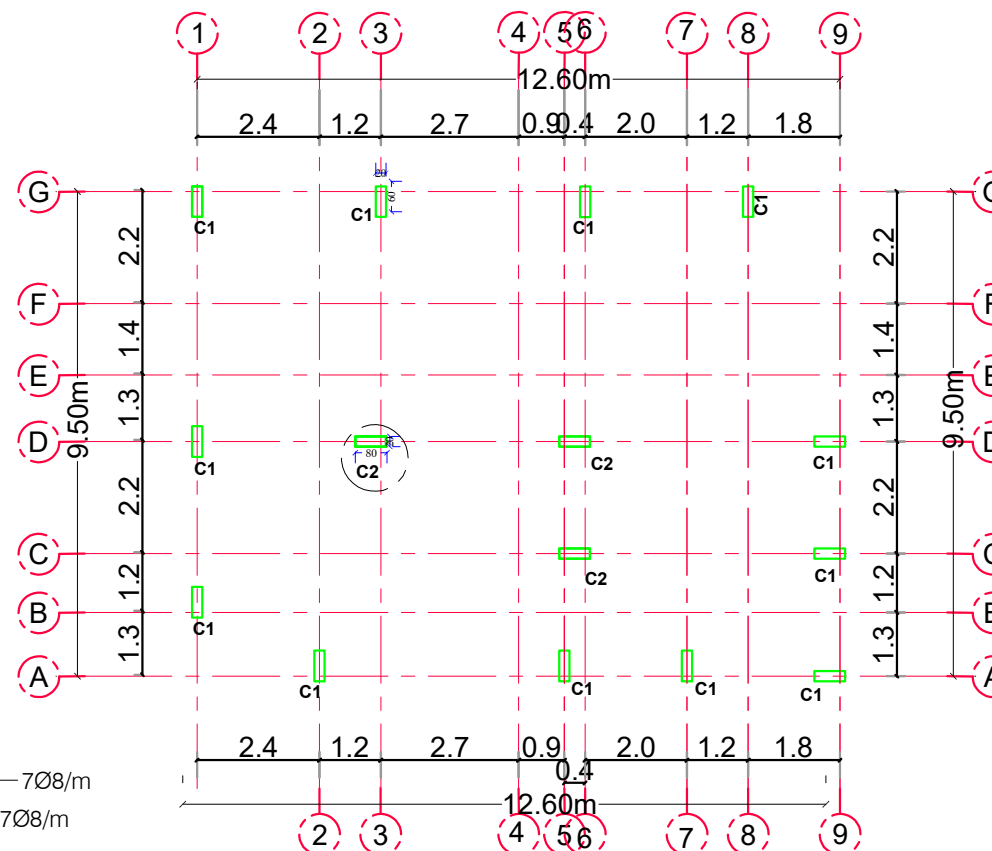 1 2 3 4 5 6 7 8 9
12.60m
2.4 1.2 2.7 0.9 0.4 2.0 1.2 1.8
20
60
G
C1 C1 C1 C1
2.2 2.2
F F
1.4 1.4
E
9.50m 1.3 1.3 9.50m
D
80
C1 C2 C2 C1
2.2 2.2
C
C2 C1
1.2 1.2
B
C1
1.3 1.3
A A
C1 C1 C1 C1
2.4 1.2 2.7 0.9 2.0 1.2 1.8
0.4
7Ø8/m
12.60m
7Ø8/m
2 3 4 5 6 7 8 9